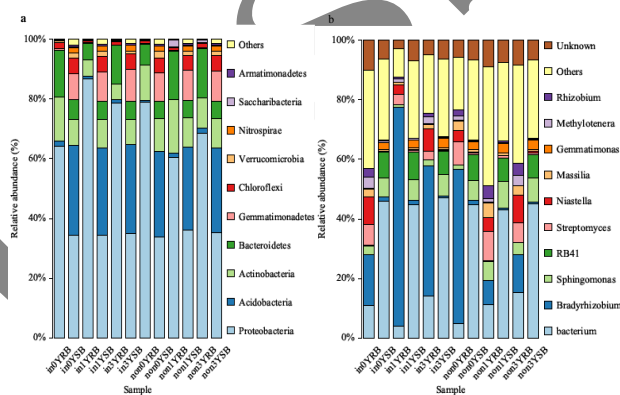 a
100%
80%
60%
40%
20%
0%
Relative abundance (%)
in0YRB
in0YSB
in1YRB
in1YSB
in3YRB
in3YSB
non0YRB
non0YSB
non1YRB
non1YSB
non3YRB
non3YSB
Sample
Others
Armatimonadetes
Saccharibacteria
Nitrospirae
Verrucomicrobia
Chloroflexi
Gemmatimonadetes
Bacteroidetes
Actinobacteria
Acidobacteria
Proteobacteria
b
100%
80%
60%
40%
20%
0%
Relative abundance (%)
in0YRB
in0YSB
in1YRB
in1YSB
in3YRB
in3YSB
non0YRB
non0YSB
non1YRB
non1YSB
non3YRB
non3YSB
Sample
Unknown
Others
Rhizobium
Methylotenera
Gemmatimonas
Massilia
Niastella
Streptomyces
RB41
Sphingomonas
Bradyrhizobium
bacterium